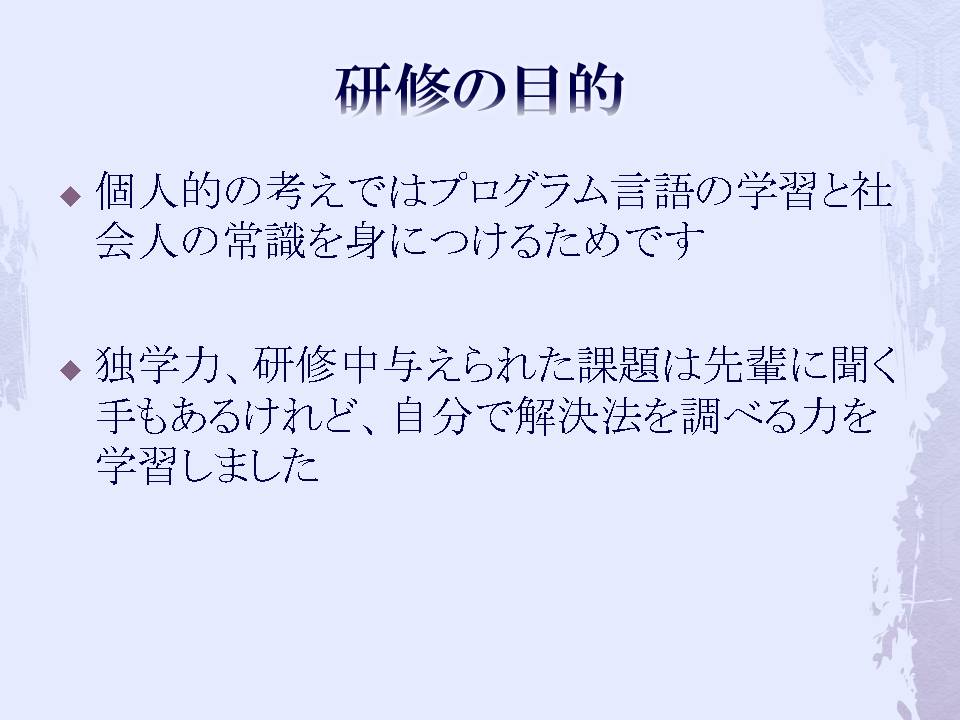 研修の目的
個人的の考えではプログラム言語の学習と社
会人の常識を身につけるためです
独学力、研修中与えられた課題は先輩に聞く
手もあるけれど、自分で解決法を調べる力を
学習しました